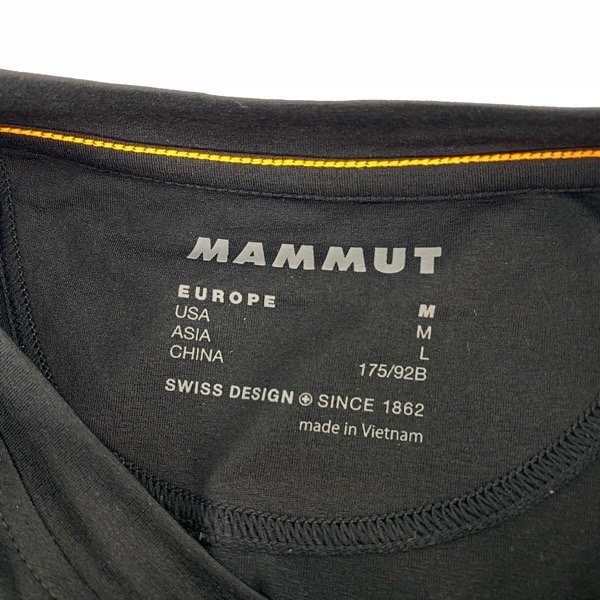 MAMMUT
EUROPE M
USA M
ASIA L
CHINA 175/92B
SWISS DESIGN SINCE 1862
made in Vietnam